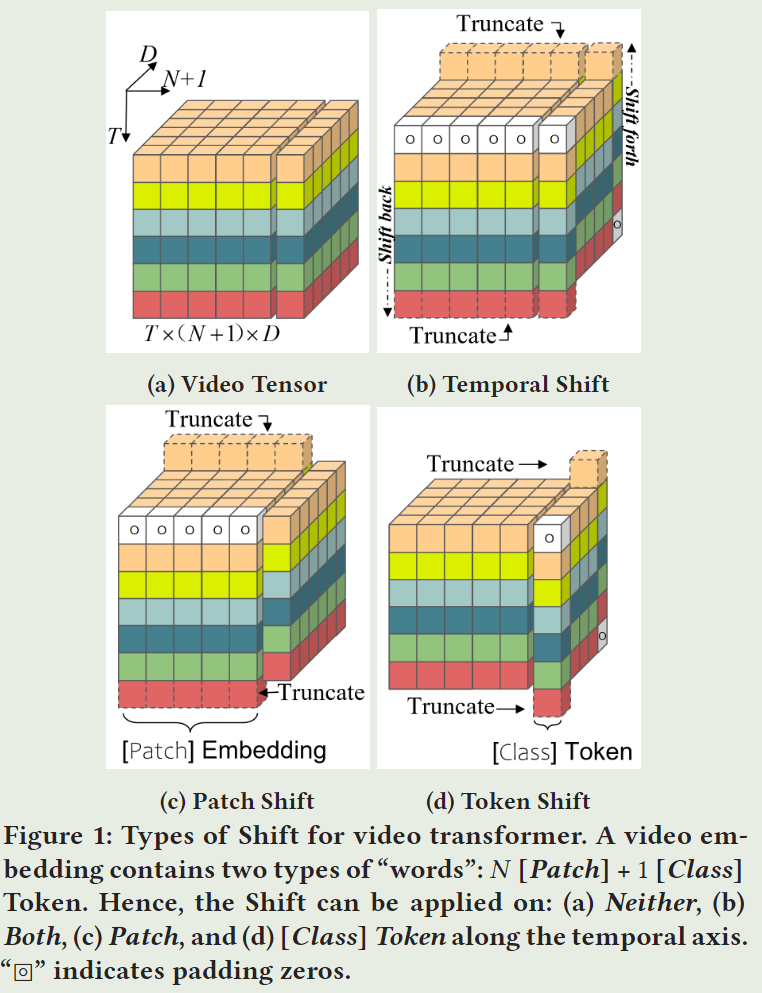 D
N+1
T
T×(N+1)×D
(a) Video Tensor
Truncate
o o o o o o
Shift back
Shift forth
o
Truncate
(b) Temporal Shift
Truncate
o o o o o
Truncate
[Patch] Embedding
(c) Patch Shift
Truncate
o
o
Truncate
[Class] Token
(d) Token Shift
Figure 1: Types of Shift for video transformer. A video em-
bedding contains two types of “words”: N [Patch] + 1 [Class]
Token. Hence, the Shift can be applied on: (a) Neither, (b)
Both, (c) Patch, and (d) [Class] Token along the temporal axis.
“o” indicates padding zeros.